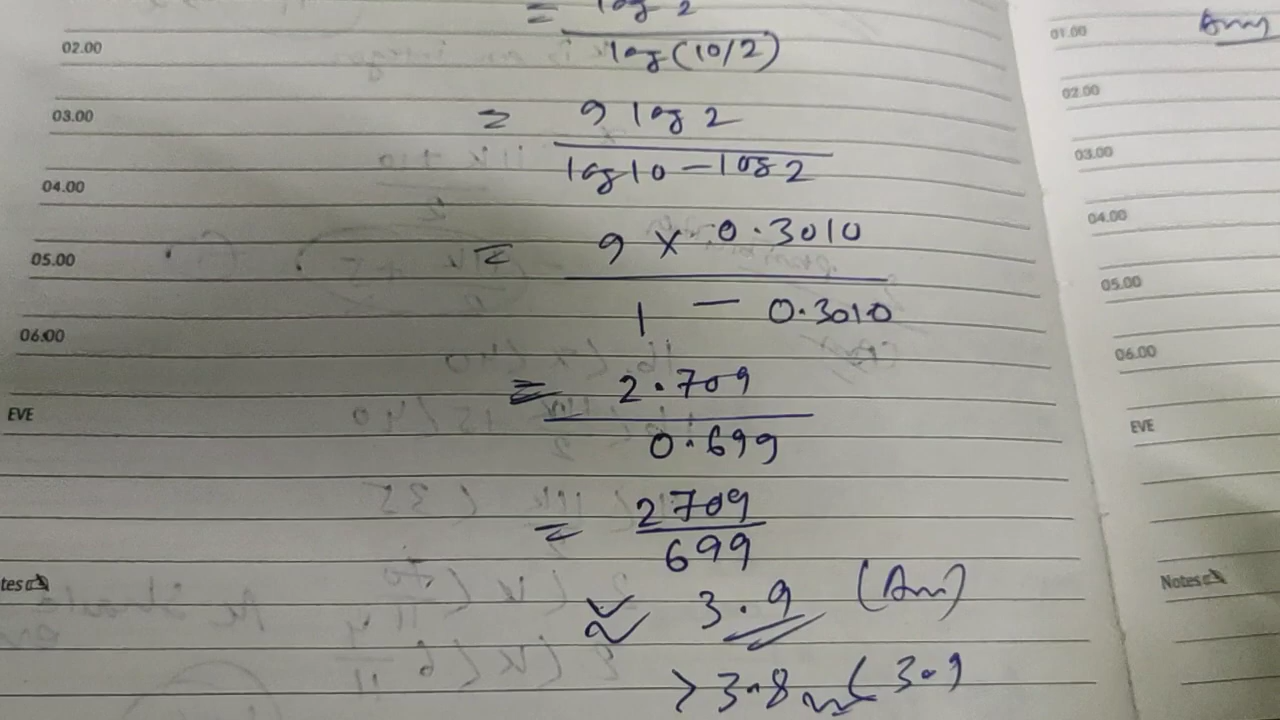 = log 2
log(10/2)
02.00
03.00
= 9 log 2
log10 - log 2
04.00
= 9 × 0.3010
1 - 0.3010
05.00
06.00
= 2.709
0.699
EVE
= 2709
699
≈ 3.9 (Ans)
> 3.8 < 3.9
01.00
Ans
02.00
03.00
04.00
05.00
06.00
EVE
Notes